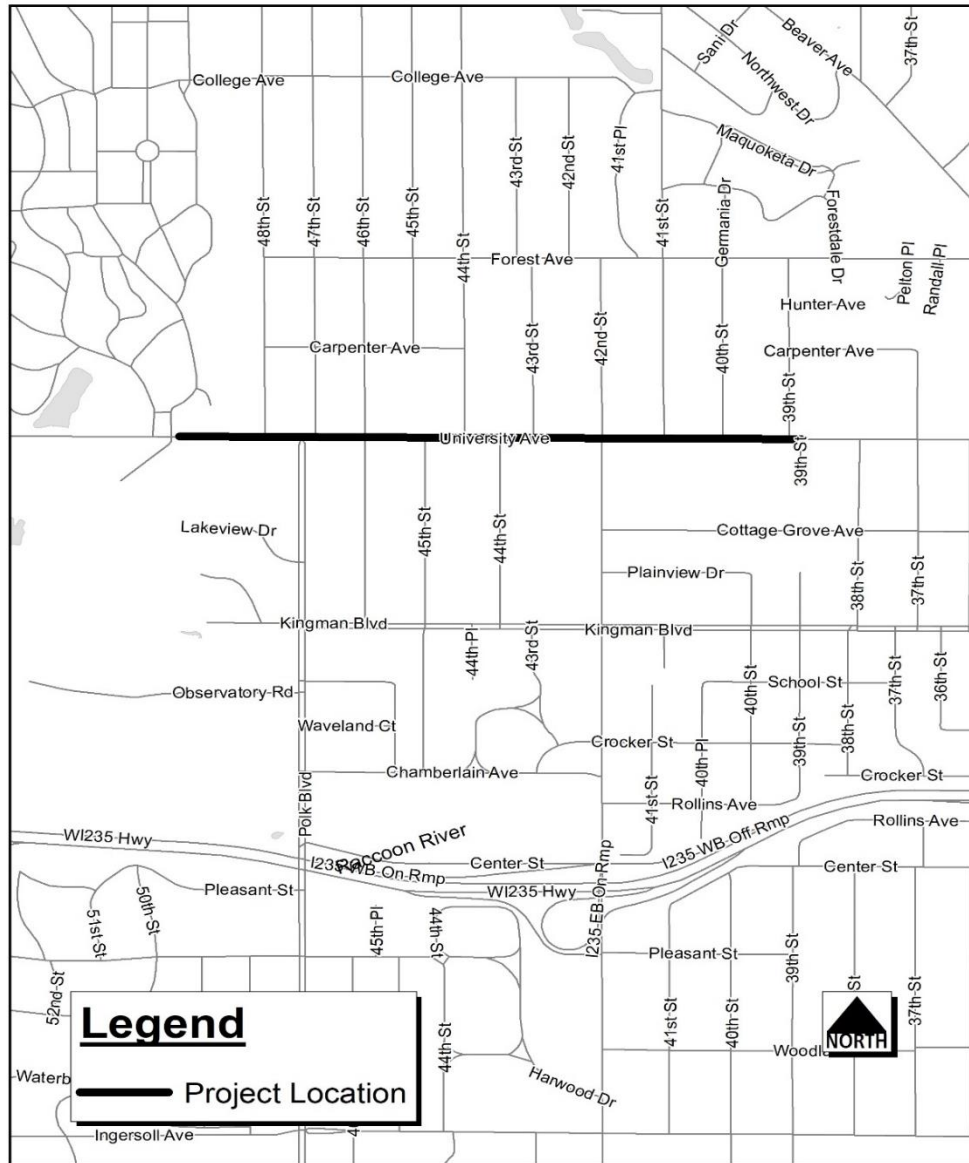 Sani Dr
Beaver Ave
37th St
College Ave
College Ave
Northwest Dr
43rd St
42nd St
41st Pl
Maquoketa Dr
48th St
47th St
46th St
45th St
44th St
41st St
Germania Dr
Forestdale Dr
Forest Ave
Pelton Pl
Randall Pl
Hunter Ave
Carpenter Ave
43rd St
42nd St
40th St
39th St
Carpenter Ave
University Ave
39th St
Lakeview Dr
45th St
44th St
Cottage Grove Ave
Plainview Dr
38th St
37th St
Kingman Blvd
44th Pl
43rd St
Kingman Blvd
Observatory Rd
Waveland Ct
School St
40th St
39th St
38th St
37th St
36th St
Crocker St
40th Pl
41st St
Chamberlain Ave
Crocker St
Polk Blvd
Rollins Ave
Rollins Ave
WI235 Hwy
Raccoon River
I235 WB On Rmp
Center St
I235 WB Off Rmp
Center St
WI235 Hwy
I235 EB On Rmp
Pleasant St
50th St
51st St
45th Pl
44th St
Pleasant St
39th St
52nd St
41st St
40th St
St
37th St
NORTH
Legend
Project Location
44th St
Harwood Dr
Ingersoll Ave